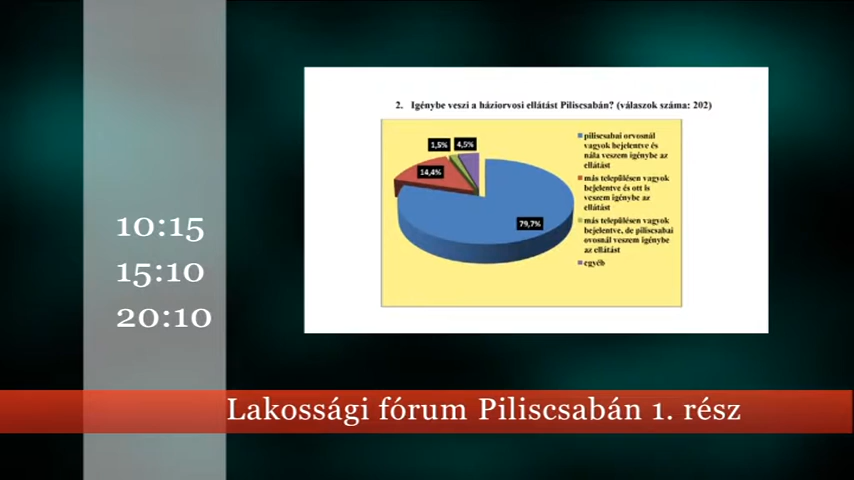 2. Igénybe veszi a háziorvosi ellátást Piliscsabán? (válaszok száma: 202)
1,5%
4,5%
14,4%
79,7%
piliscsabai orvosnál
vagyok bejelentve és
nála veszem igénybe az
ellátást
más településen vagyok
bejelentve és ott is
veszem igénybe az
ellátást
más településen vagyok
bejelentve, de piliscsabai
ovosnál veszem igénybe
az ellátást
egyéb
10:15
15:10
20:10
Lakossági fórum Piliscsabán 1. rész